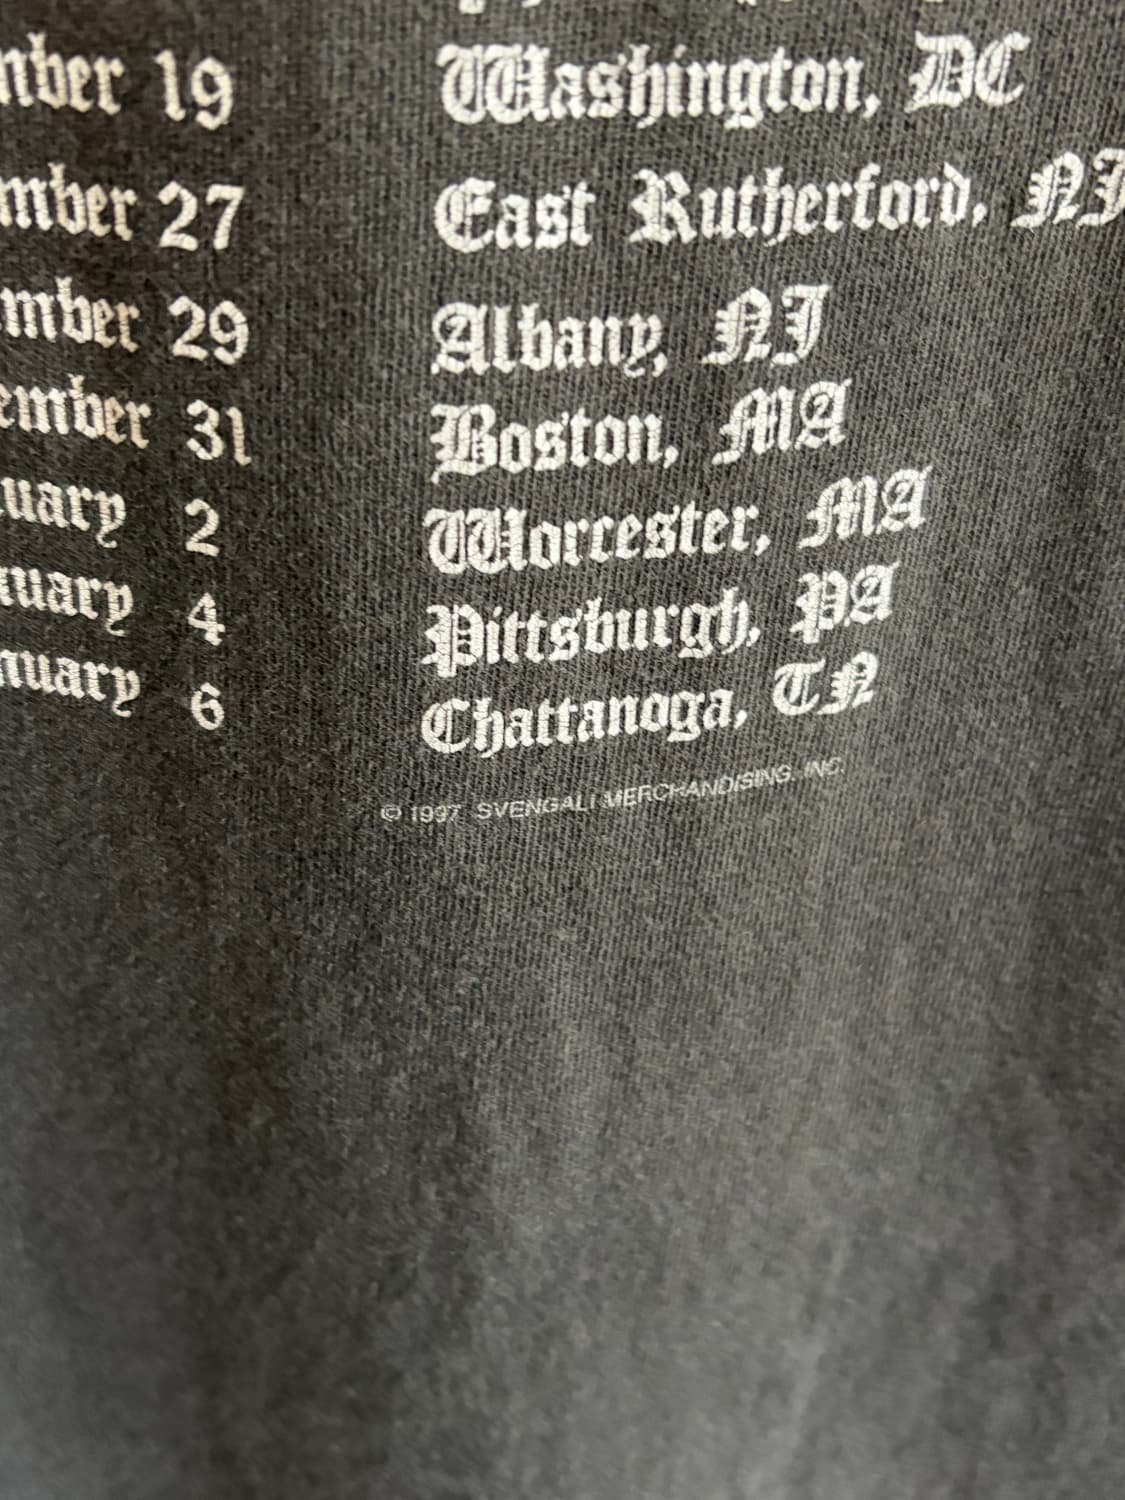 mber 19 Washington, DC
mber 27 East Rutherford, NJ
mber 29 Albany, NJ
ember 31 Boston, MA
uary 2 Worcester, MA
nuary 4 Pittsburgh, PA
nuary 6 Chattanoga, TN
© 1997 SVENGALI MERCHANDISING, INC.